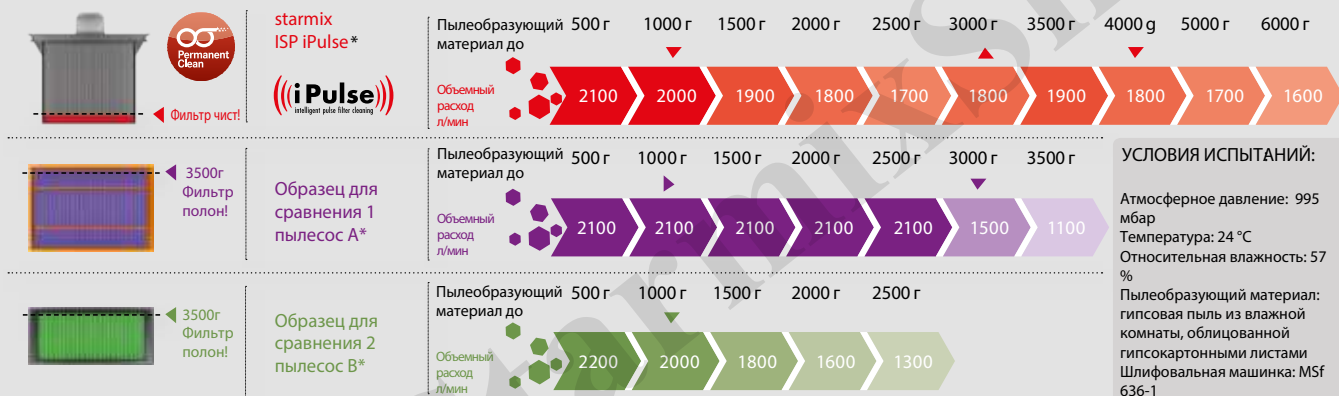 Permanent
Clean
Фильтр чист!
starmix
ISP iPulse*
((iPulse))
intelligent pulse filter cleaning
Пылеобразующий
материал до
500 г 1000 г 1500 г 2000 г 2500 г 3000 г 3500 г 4000 g 5000 г 6000 г
Объемный
расход
л/мин
2100 2000 1900 1800 1700 1800 1900 1800 1700 1600
3500г
Фильтр
полон!
Образец для
сравнения 1
пылесос A*
Пылеобразующий
материал до
500 г 1000 г 1500 г 2000 г 2500 г 3000 г 3500 г
Объемный
расход
л/мин
2100 2100 2100 2100 2100 1500 1100
3500г
Фильтр
полон!
Образец для
сравнения 2
пылесос B*
Пылеобразующий
материал до
500 г 1000 г 1500 г 2000 г 2500 г
Объемный
расход
л/мин
2200 2000 1800 1600 1300
УСЛОВИЯ ИСПЫТАНИЙ:
Атмосферное давление: 995
мбар
Температура: 24 °C
Относительная влажность: 57
%
Пылеобразующий материал:
гипсовая пыль из влажной
комнаты, облицованной
гипсокартонными листами
Шлифовальная машинка: MSf
636-1